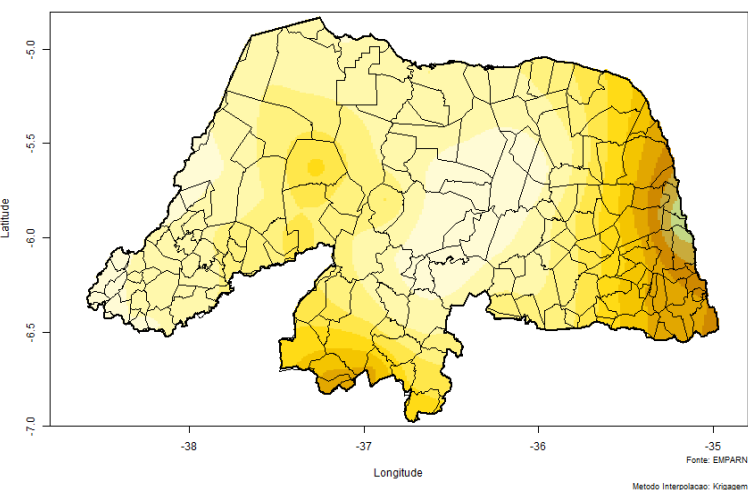 -5.0
-5.5
-6.0
-6.5
-7.0
Latitude
-38
-37
-36
-35
Longitude
Fonte: EMPARN
Metodo Interpolacao: Krigagem